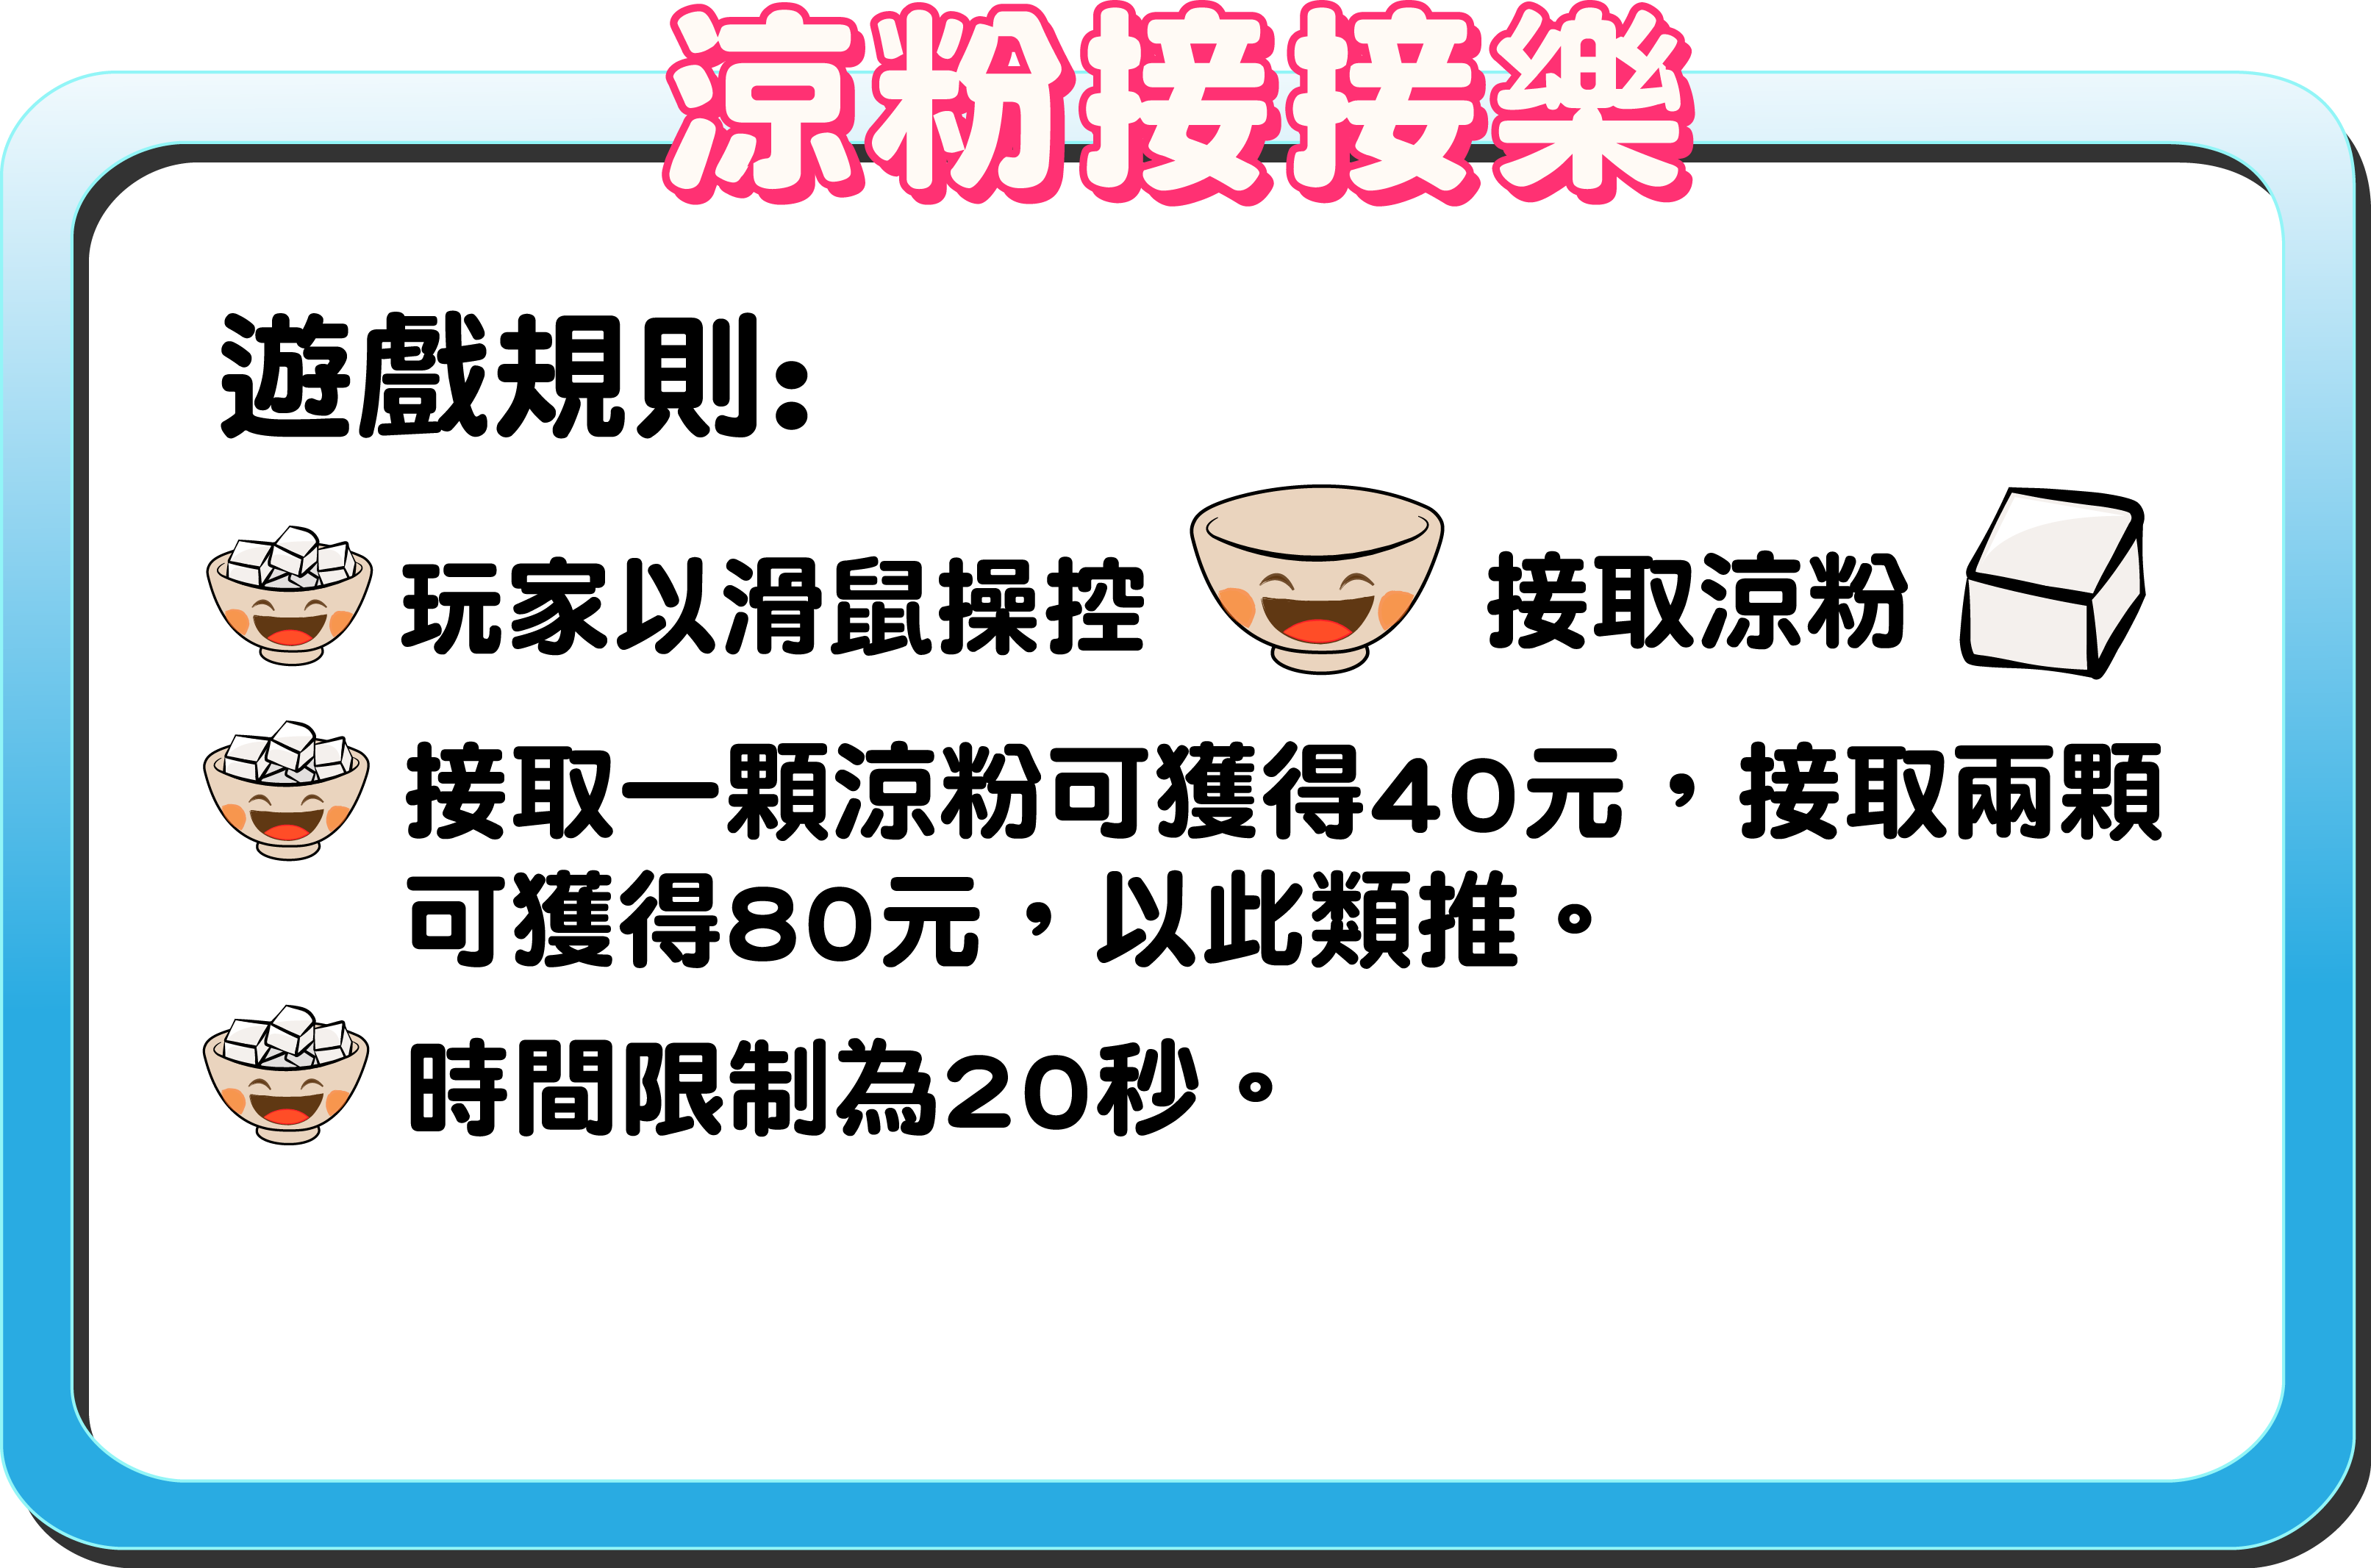 涼粉接接樂
遊戲規則:
玩家以滑鼠操控 接取涼粉
接取一顆涼粉可獲得40元，接取兩顆
可獲得80元，以此類推。
時間限制為20秒。